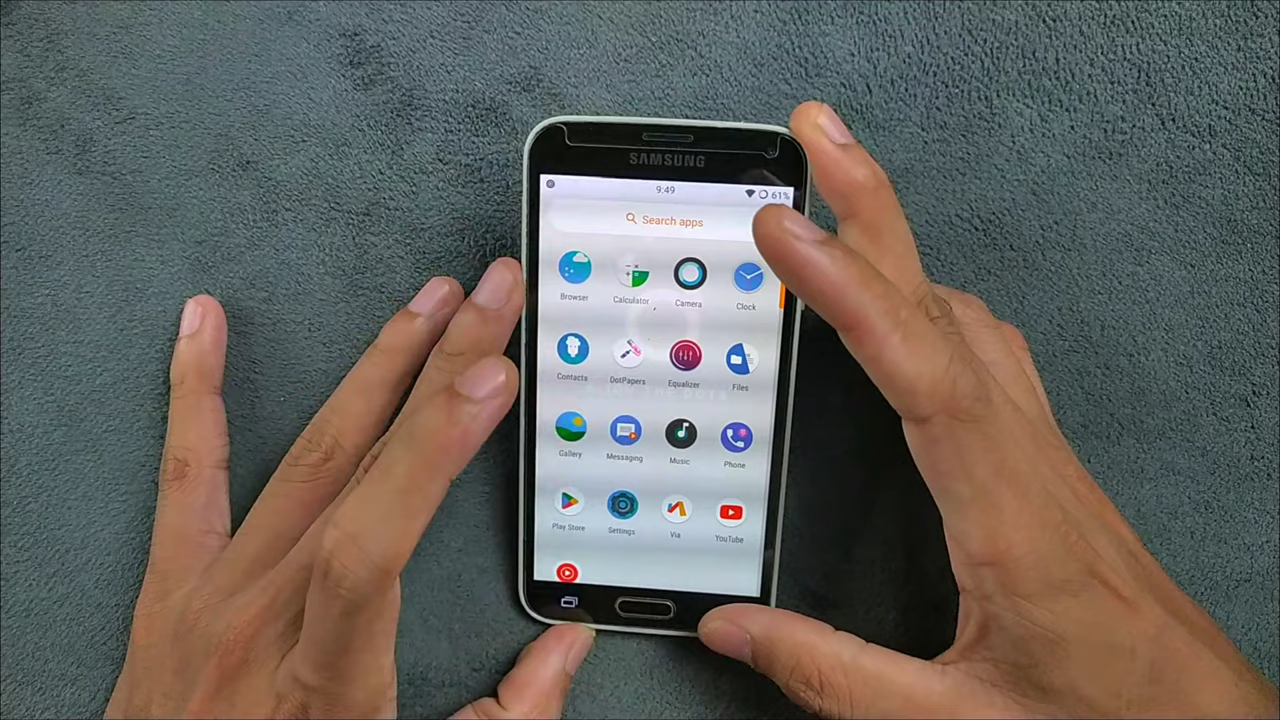 SAMSUNG
9:49 61%
Search apps
Browser Calculator Camera Clock
Contacts DotPapers Equalizer Files
Gallery Messaging Music Phone
Play Store Settings Via YouTube